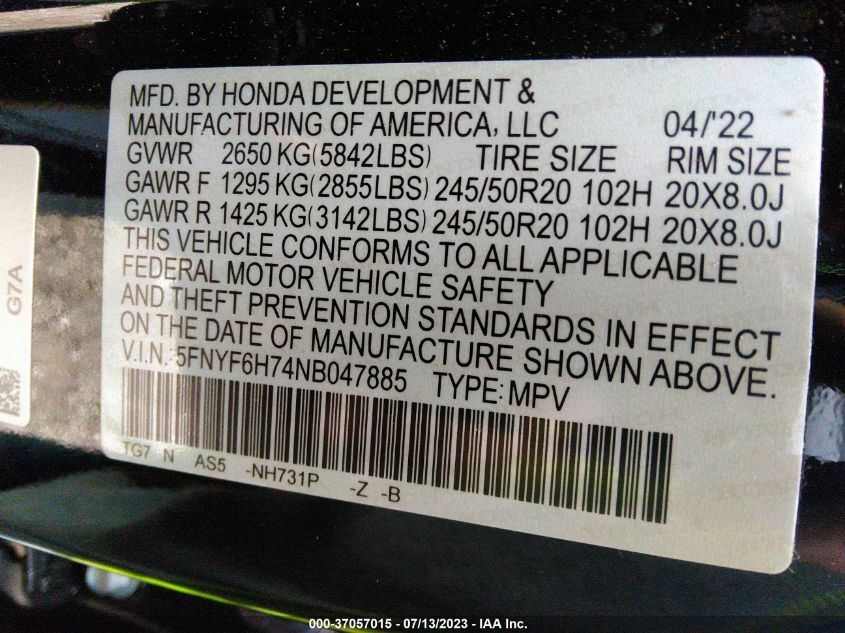 MFD. BY HONDA DEVELOPMENT &
MANUFACTURING OF AMERICA, LLC 04/'22
GVWR 2650 KG(5842LBS) TIRE SIZE RIM SIZE
GAWR F 1295 KG(2855LBS) 245/50R20 102H 20X8.0J
GAWR R 1425 KG(3142LBS) 245/50R20 102H 20X8.0J
THIS VEHICLE CONFORMS TO ALL APPLICABLE
FEDERAL MOTOR VEHICLE SAFETY
AND THEFT PREVENTION STANDARDS IN EFFECT
ON THE DATE OF MANUFACTURE SHOWN ABOVE.
V.I.N.: 5FNYF6H74NB047885 TYPE: MPV
TG7 N AS5 -NH731P -Z -B
G7A
000-37057015 - 07/13/2023 - IAA Inc.